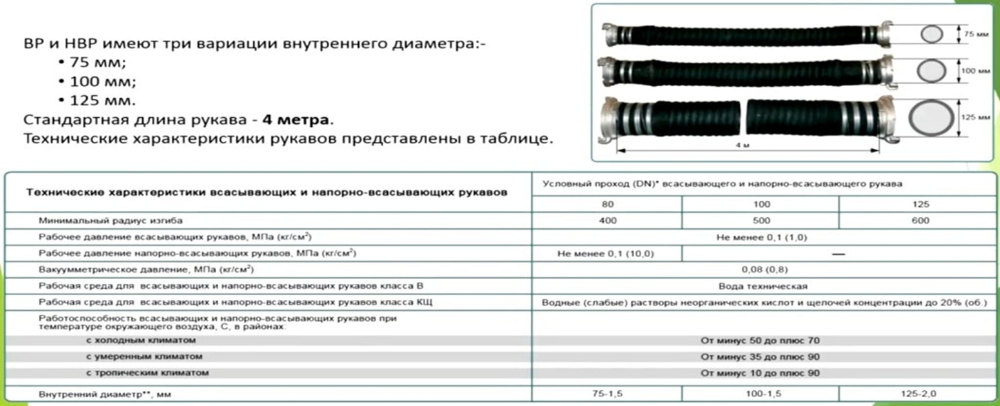 ВР и НВР имеют три вариации внутреннего диаметра:-
• 75 мм;
• 100 мм;
• 125 мм.
Стандартная длина рукава - 4 метра.
Технические характеристики рукавов представлены в таблице.
75 мм
100 мм
125 мм
4 м
Технические характеристики всасывающих и напорно-всасывающих рукавов
Условный проход (DN)* всасывающего и напорно-всасывающего рукава
80 100 125
Минимальный радиус изгиба 400 500 600
Рабочее давление всасывающих рукавов, МПа (кг/см²) Не менее 0,1 (1,0)
Рабочее давление напорно-всасывающих рукавов, МПа (кг/см²) Не менее 0,1 (10,0) —
Вакуумметрическое давление, МПа (кг/см²) 0,08 (0,8)
Рабочая среда для всасывающих и напорно-всасывающих рукавов класса В Вода техническая
Рабочая среда для всасывающих и напорно-всасывающих рукавов класса КЩ Водные (слабые) растворы неорганических кислот и щелочей концентрации до 20% (об.)
Работоспособность всасывающих и напорно-всасывающих рукавов при
температуре окружающего воздуха, С, в районах:
с холодным климатом От минус 50 до плюс 70
с умеренным климатом От минус 35 до плюс 90
с тропическим климатом От минус 10 до плюс 90
Внутренний диаметр**, мм 75-1,5 100-1,5 125-2,0